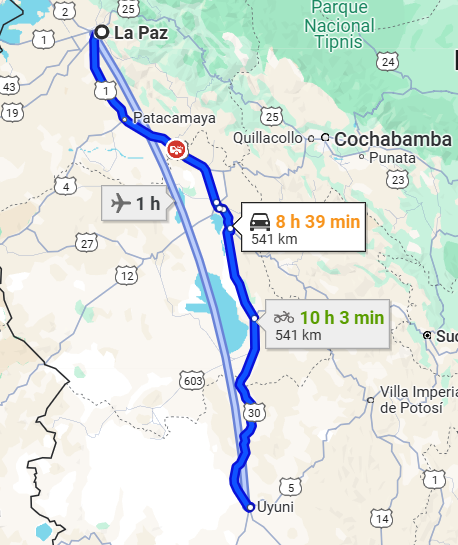 2
25
Parque
Nacional
Tipnis
La Paz
1
24
43
1
19
Patacamaya
25
Quillacollo
Cochabamba
Punata
23
4
1 h
8 h 39 min
541 km
27
12
10 h 3 min
541 km
Suc
603
Villa Imperia
de Potosí
30
5
1
Uyuni
14